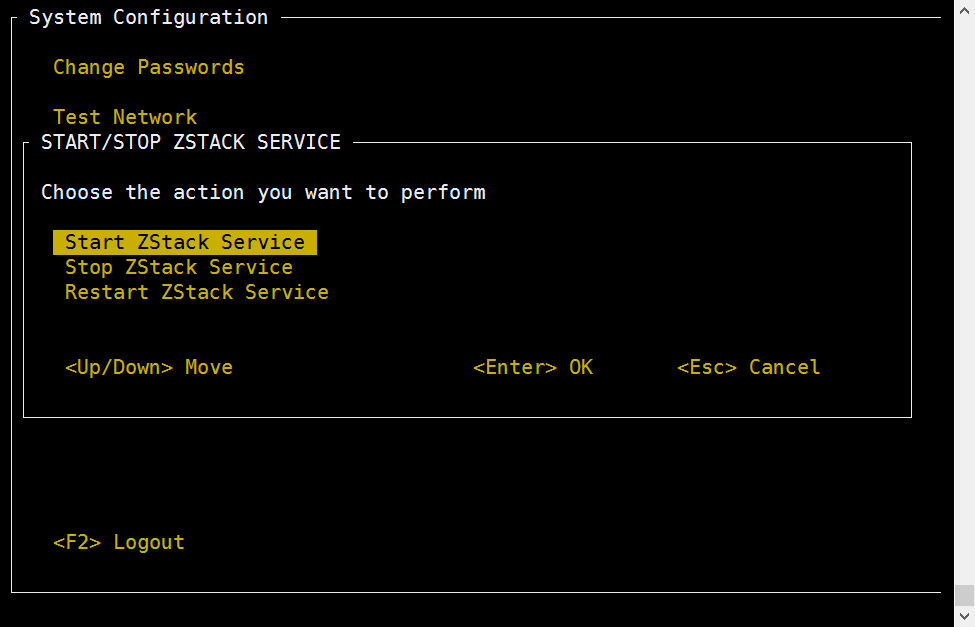 System Configuration
Change Passwords
Test Network
START/STOP ZSTACK SERVICE
Choose the action you want to perform
Start ZStack Service
Stop ZStack Service
Restart ZStack Service
<Up/Down> Move <Enter> OK <Esc> Cancel
<F2> Logout